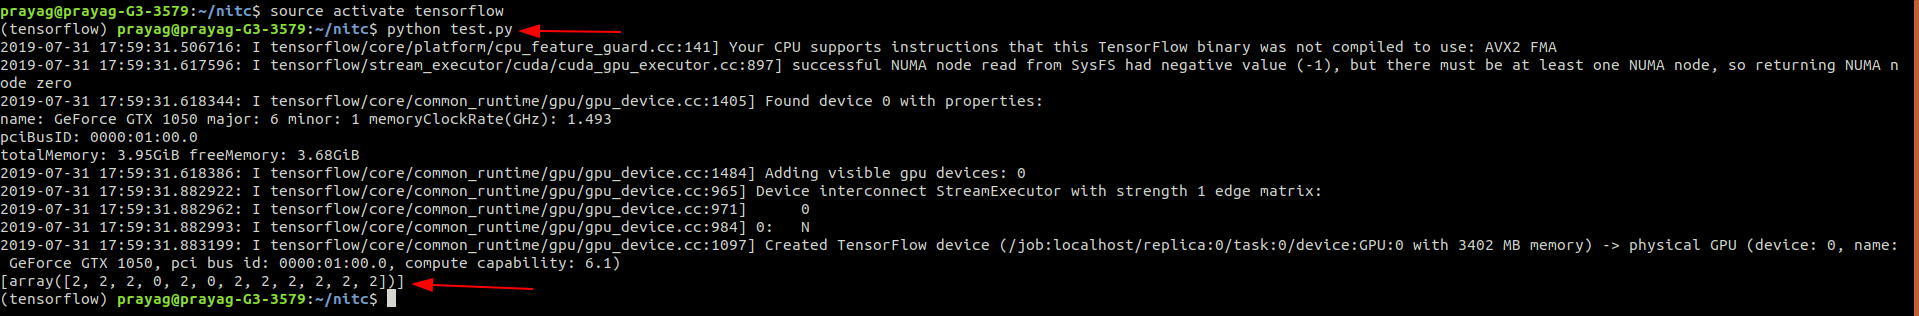 prayag@prayag-G3-3579:~/nitc$ source activate tensorflow
(tensorflow) prayag@prayag-G3-3579:~/nitc$ python test.py
2019-07-31 17:59:31.506716: I tensorflow/core/platform/cpu_feature_guard.cc:141] Your CPU supports instructions that this TensorFlow binary was not compiled to use: AVX2 FMA
2019-07-31 17:59:31.617596: I tensorflow/stream_executor/cuda/cuda_gpu_executor.cc:897] successful NUMA node read from SysFS had negative value (-1), but there must be at least one NUMA node, so returning NUMA n
ode zero
2019-07-31 17:59:31.618344: I tensorflow/core/common_runtime/gpu/gpu_device.cc:1405] Found device 0 with properties:
name: GeForce GTX 1050 major: 6 minor: 1 memoryClockRate(GHz): 1.493
pciBusID: 0000:01:00.0
totalMemory: 3.95GiB freeMemory: 3.68GiB
2019-07-31 17:59:31.618386: I tensorflow/core/common_runtime/gpu/gpu_device.cc:1484] Adding visible gpu devices: 0
2019-07-31 17:59:31.882922: I tensorflow/core/common_runtime/gpu/gpu_device.cc:965] Device interconnect StreamExecutor with strength 1 edge matrix:
2019-07-31 17:59:31.882962: I tensorflow/core/common_runtime/gpu/gpu_device.cc:971]      0
2019-07-31 17:59:31.882993: I tensorflow/core/common_runtime/gpu/gpu_device.cc:984] 0:   N
2019-07-31 17:59:31.883199: I tensorflow/core/common_runtime/gpu/gpu_device.cc:1097] Created TensorFlow device (/job:localhost/replica:0/task:0/device:GPU:0 with 3402 MB memory) -> physical GPU (device: 0, name:
 GeForce GTX 1050, pci bus id: 0000:01:00.0, compute capability: 6.1)
[array([2, 2, 2, 0, 2, 0, 2, 2, 2, 2, 2, 2])]
(tensorflow) prayag@prayag-G3-3579:~/nitc$